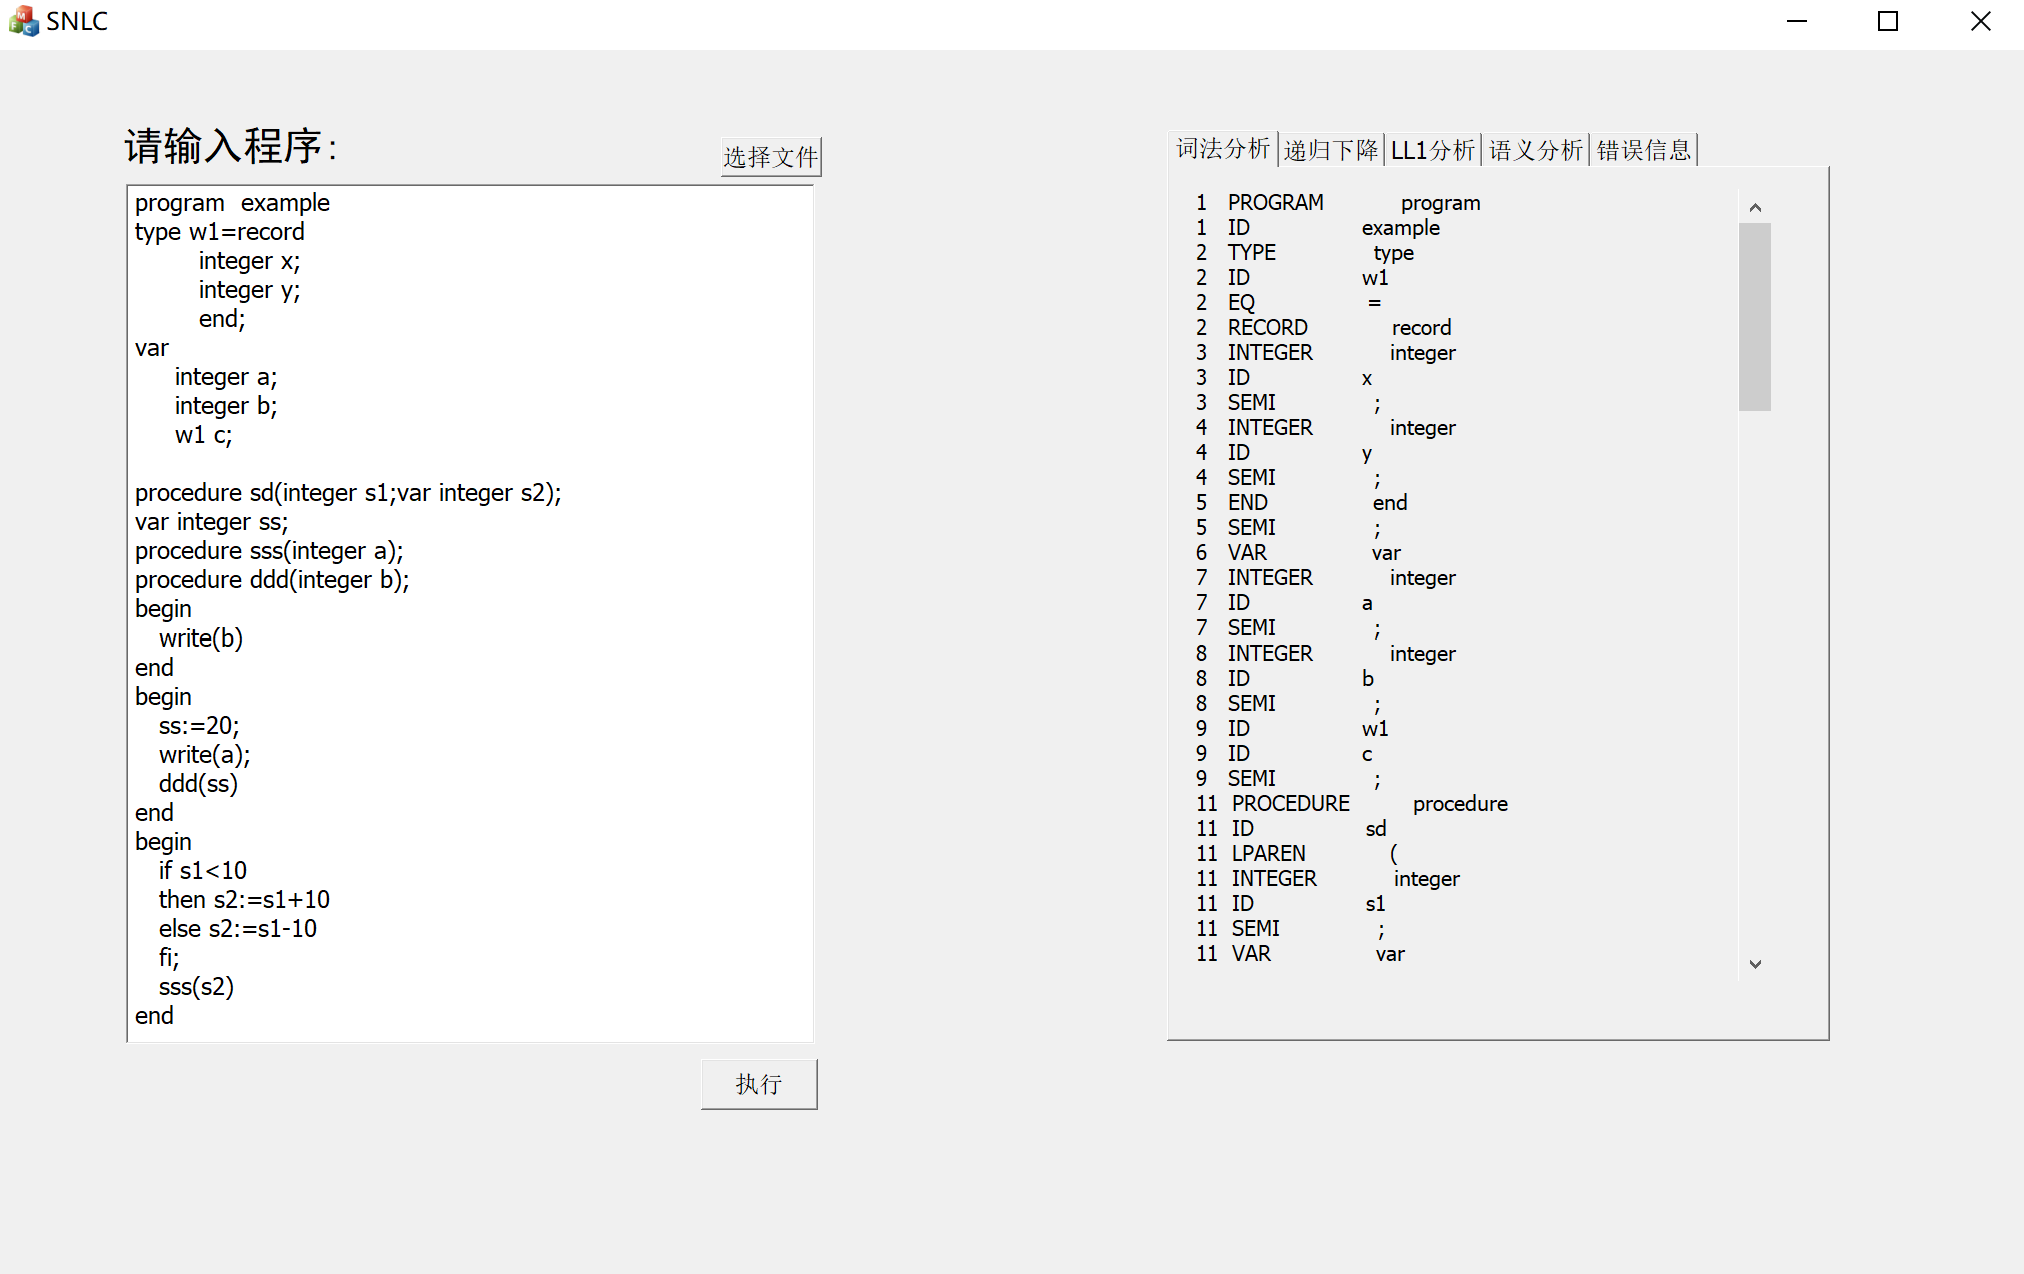 SNLC
请输入程序:
选择文件
program  example
type w1=record
integer x;
integer y;
end;
var
integer a;
integer b;
w1 c;
procedure sd(integer s1;var integer s2);
var integer ss;
procedure sss(integer a);
procedure ddd(integer b);
begin
write(b)
end
begin
ss:=20;
write(a);
ddd(ss)
end
begin
if s1<10
then s2:=s1+10
else s2:=s1-10
fi;
sss(s2)
end
执行
词法分析 递归下降 LL1分析 语义分析 错误信息
1 PROGRAM program
1 ID example
2 TYPE type
2 ID w1
2 EQ =
2 RECORD record
3 INTEGER integer
3 ID x
3 SEMI ;
4 INTEGER integer
4 ID y
4 SEMI ;
5 END end
5 SEMI ;
6 VAR var
7 INTEGER integer
7 ID a
7 SEMI ;
8 INTEGER integer
8 ID b
8 SEMI ;
9 ID w1
9 ID c
9 SEMI ;
11 PROCEDURE procedure
11 ID sd
11 LPAREN (
11 INTEGER integer
11 ID s1
11 SEMI ;
11 VAR var